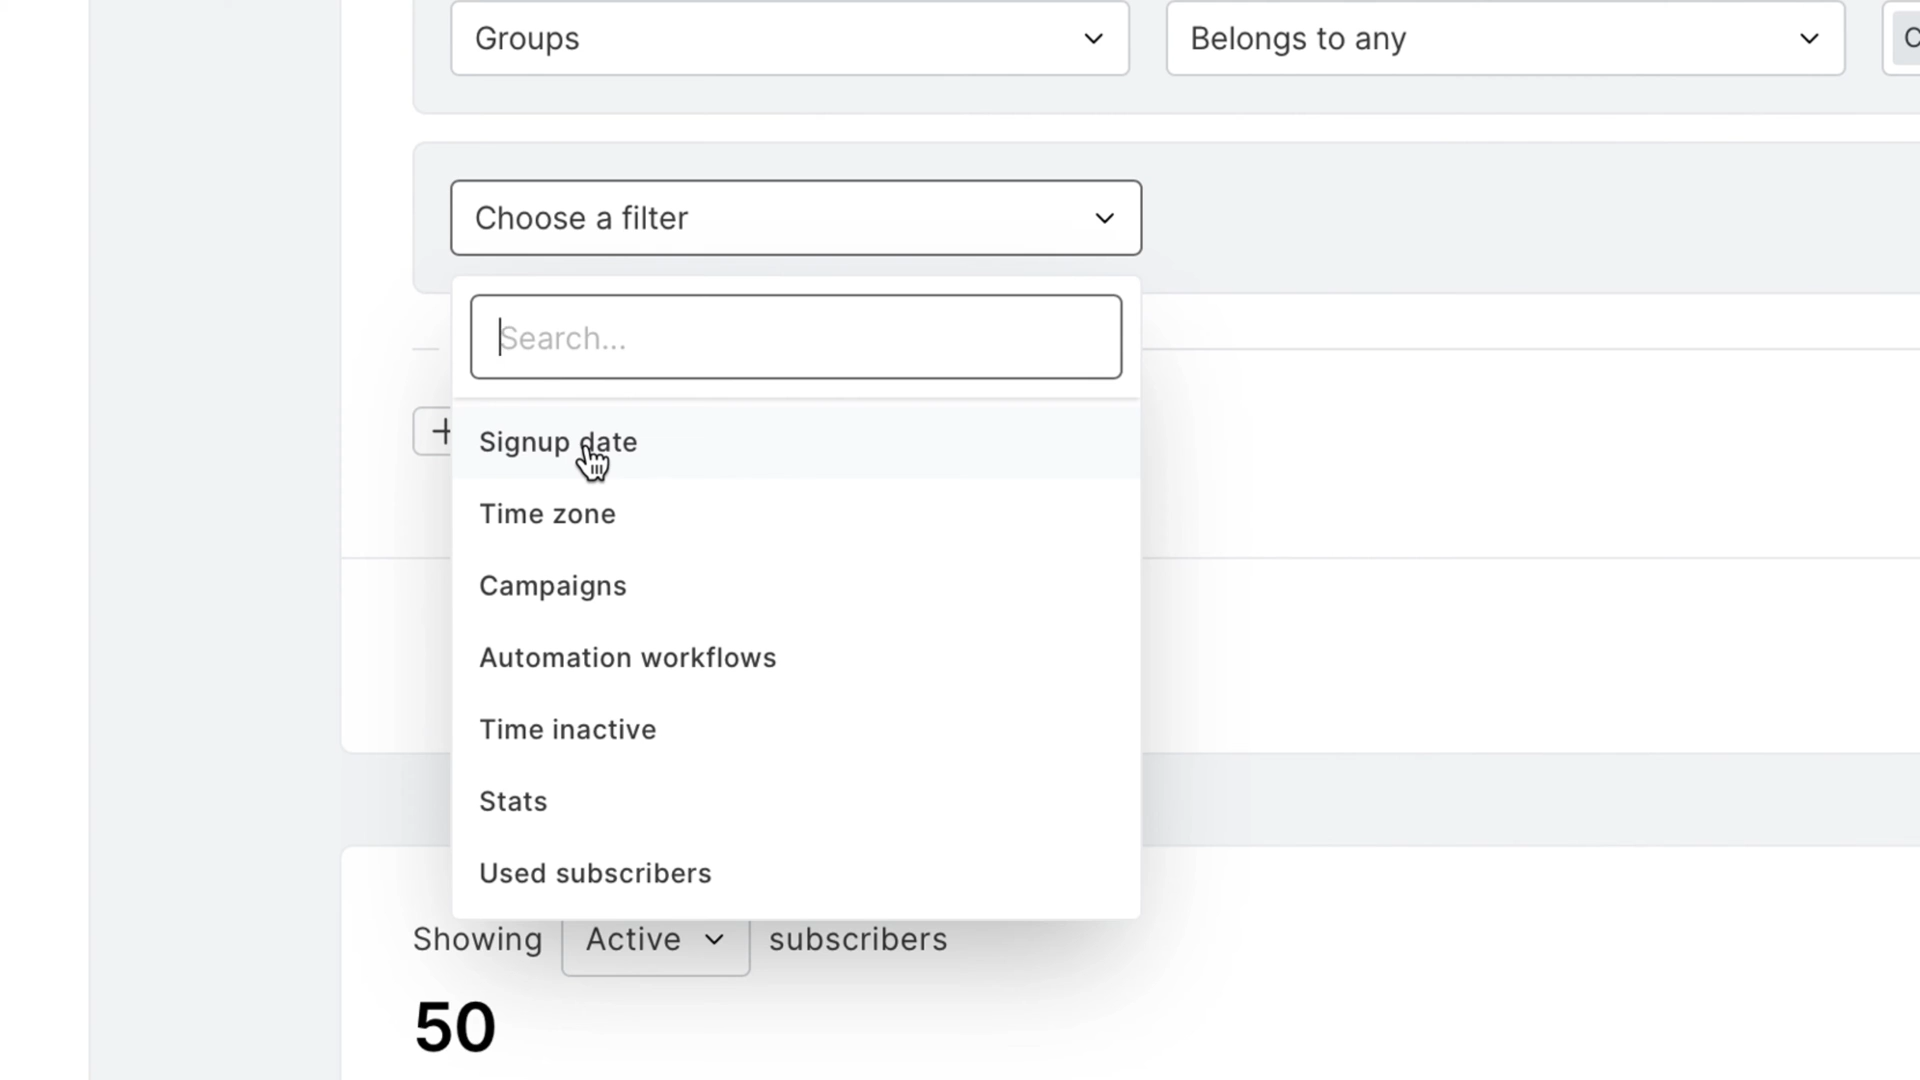 Groups
Belongs to any
Choose a filter
Search...
Signup date
Time zone
Campaigns
Automation workflows
Time inactive
Stats
Used subscribers
Showing Active subscribers
50